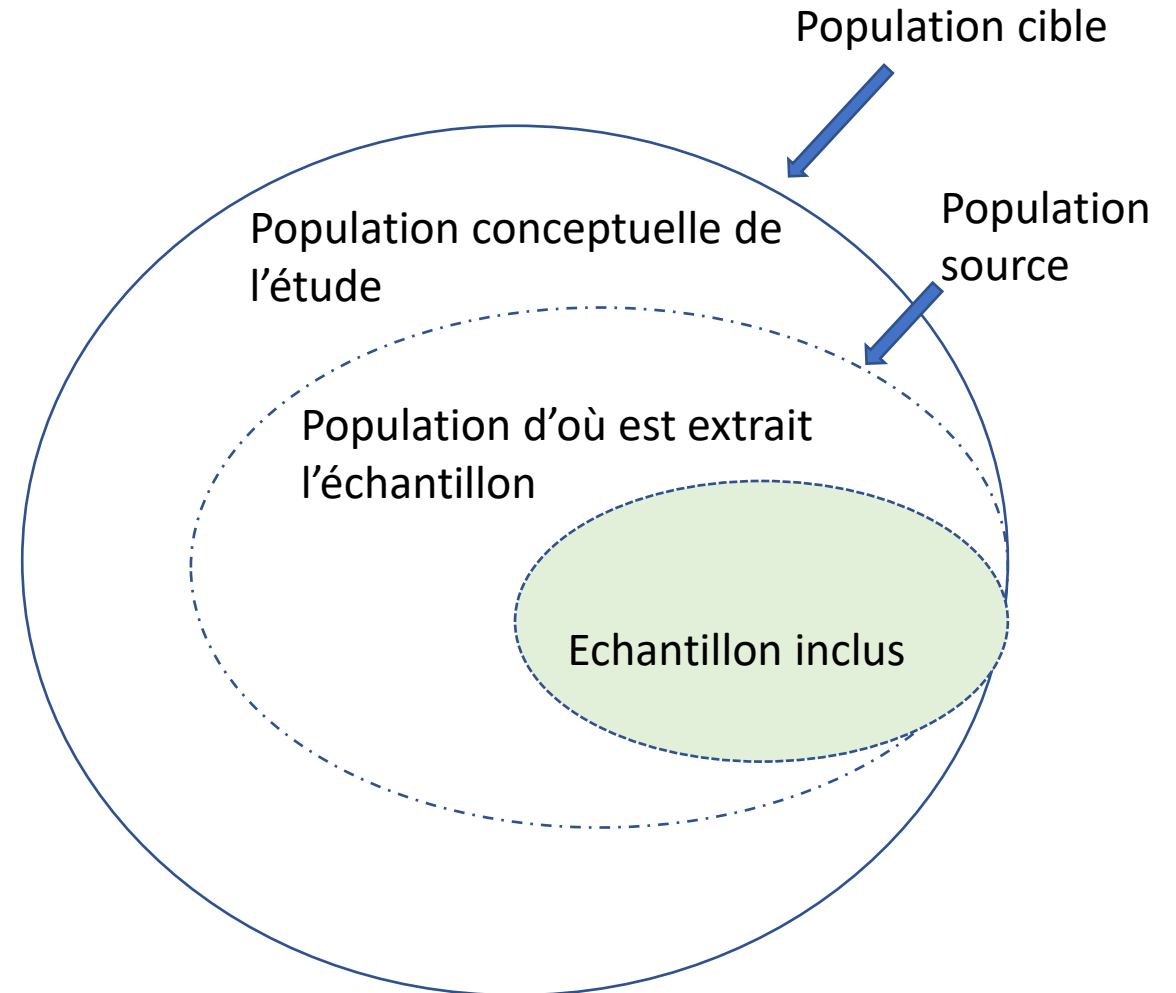 Population cible
Population
source
Population conceptuelle de
l’étude
Population d’où est extrait
l’échantillon
Echantillon inclus